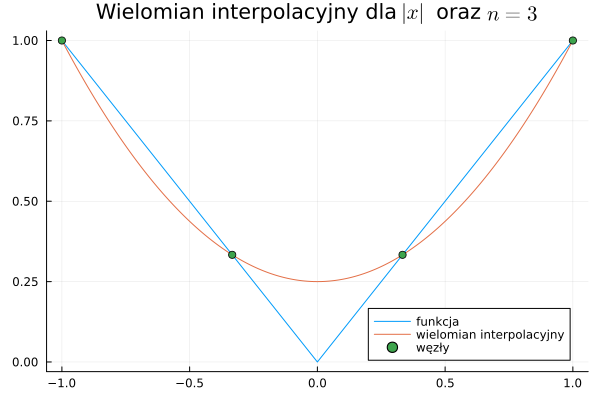 Wielomian interpolacyjny dla |x| oraz n = 3
1.00
0.75
0.50
0.25
0.00
−1.0
−0.5
0.0
0.5
1.0
funkcja
wielomian interpolacyjny
węzły